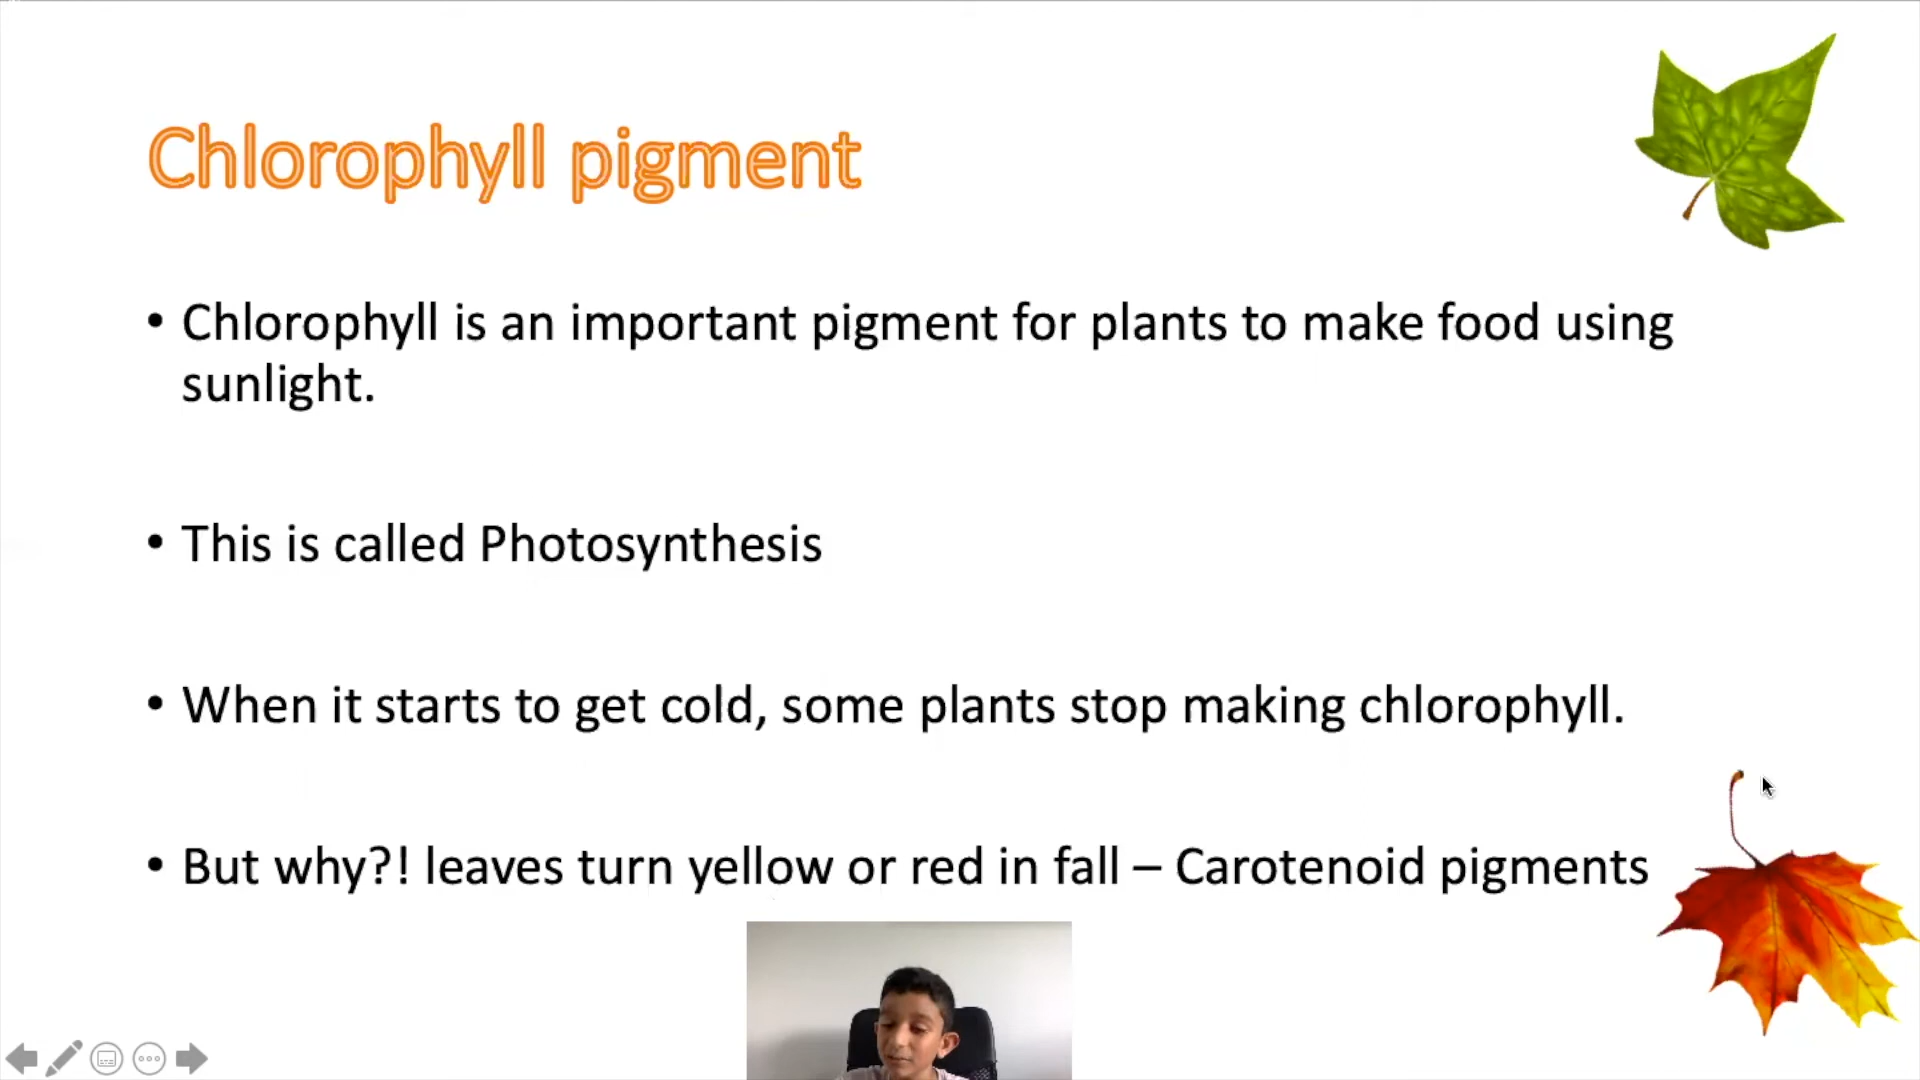 Chlorophyll pigment
• Chlorophyll is an important pigment for plants to make food using
sunlight.
• This is called Photosynthesis
• When it starts to get cold, some plants stop making chlorophyll.
• But why?! leaves turn yellow or red in fall – Carotenoid pigments